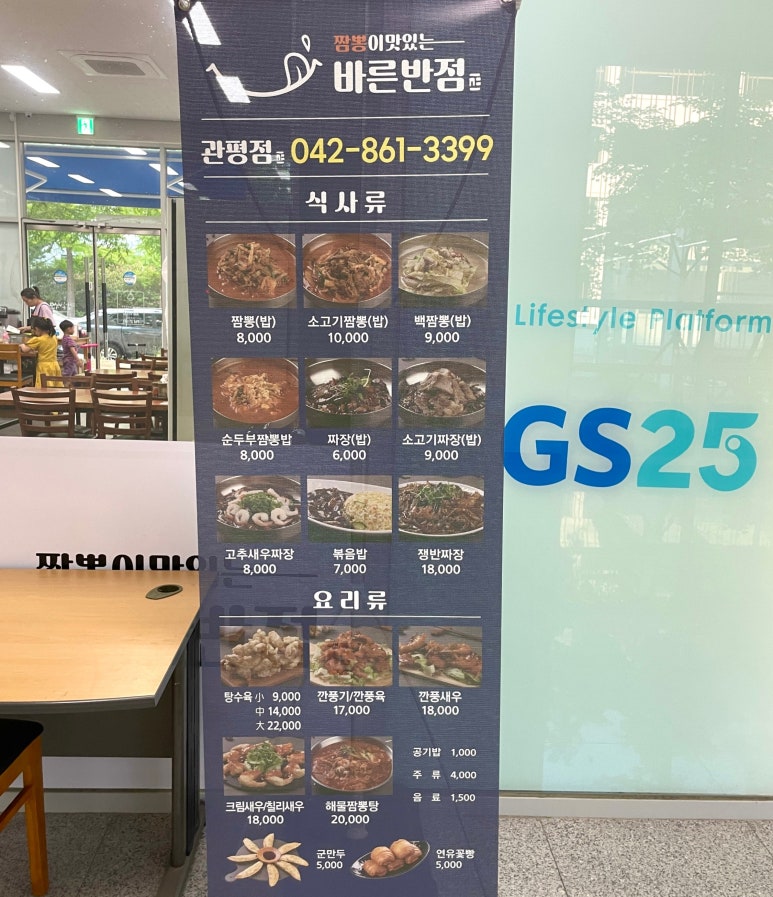 짬뽕이맛있는
바른반점
관평점 042-861-3399
식사류
짬뽕(밥) 소고기짬뽕(밥) 백짬뽕(밥)
8,000 10,000 9,000
순두부짬뽕밥 짜장(밥) 소고기짜장(밥)
8,000 6,000 9,000
고추새우짜장 볶음밥 쟁반짜장
8,000 7,000 18,000
요리류
탕수육 小 9,000
中 14,000
大 22,000
깐풍기/깐풍육
17,000
깐풍새우
18,000
크림새우/칠리새우
18,000
해물짬뽕탕
20,000
공기밥 1,000
주 류 4,000
음 료 1,500
군만두
5,000
연유꽃빵
5,000
Lifestyle Platform
GS25
짬뽕이맛있는